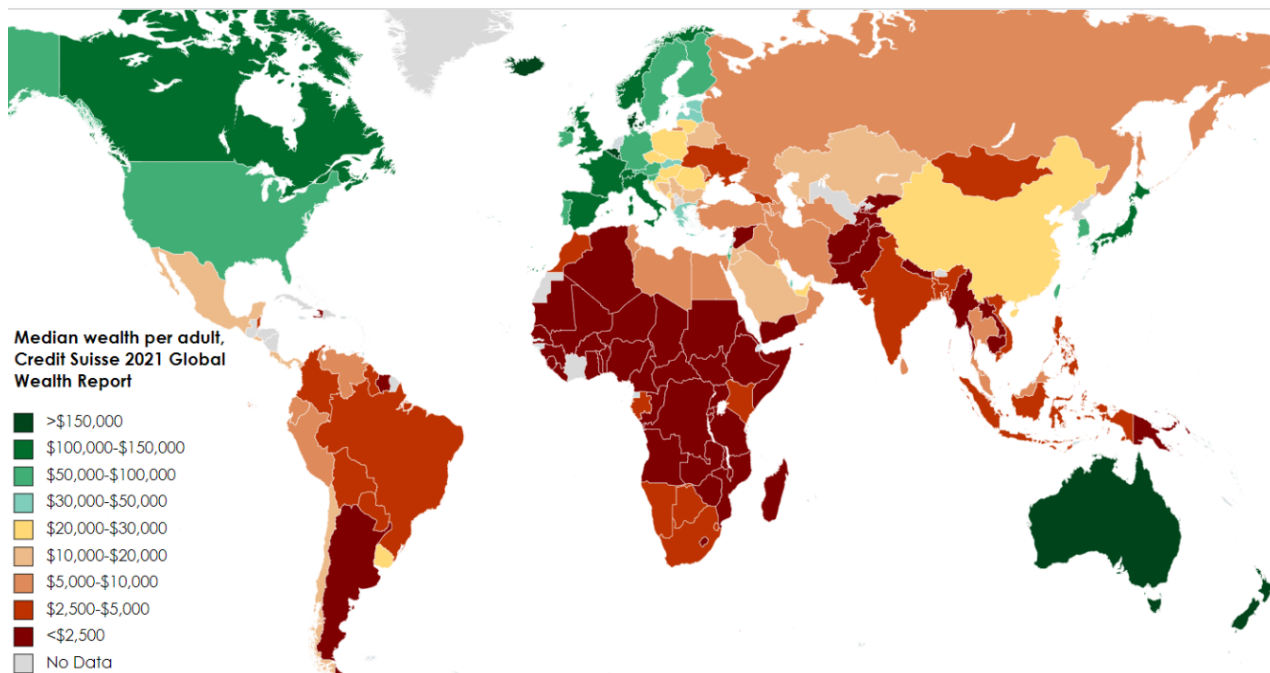 Median wealth per adult,
Credit Suisse 2021 Global
Wealth Report
>$150,000
$100,000-$150,000
$50,000-$100,000
$30,000-$50,000
$20,000-$30,000
$10,000-$20,000
$5,000-$10,000
$2,500-$5,000
<$2,500
No Data